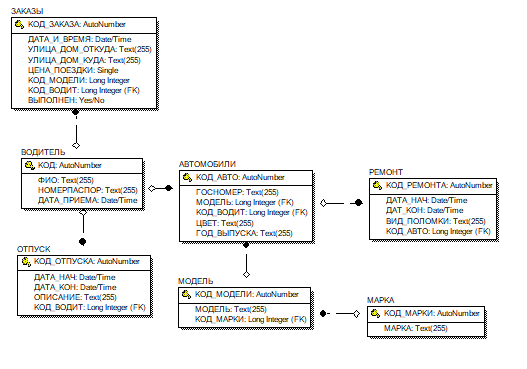 ЗАКАЗЫ
КОД_ЗАКАЗА: AutoNumber
ДАТА_И_ВРЕМЯ: Date/Time
УЛИЦА_ДОМ_ОТКУДА: Text(255)
УЛИЦА_ДОМ_КУДА: Text(255)
ЦЕНА_ПОЕЗДКИ: Single
КОД_МОДЕЛИ: Long Integer
КОД_ВОДИТ: Long Integer (FK)
ВЫПОЛНЕН: Yes/No
ВОДИТЕЛЬ
КОД: AutoNumber
ФИО: Text(255)
НОМЕРПАСПОР: Text(255)
ДАТА_ПРИЕМА: Date/Time
АВТОМОБИЛИ
КОД_АВТО: AutoNumber
ГОСНОМЕР: Text(255)
МОДЕЛЬ: Long Integer (FK)
КОД_ВОДИТ: Long Integer (FK)
ЦВЕТ: Text(255)
ГОД_ВЫПУСКА: Text(255)
РЕМОНТ
КОД_РЕМОНТА: AutoNumber
ДАТА_НАЧ: Date/Time
ДАТ_КОН: Date/Time
ВИД_ПОЛОМКИ: Text(255)
КОД_АВТО: Long Integer (FK)
ОТПУСК
КОД_ОТПУСКА: AutoNumber
ДАТА_НАЧ: Date/Time
ДАТА_КОН: Date/Time
ОПИСАНИЕ: Text(255)
КОД_ВОДИТ: Long Integer (FK)
МОДЕЛЬ
КОД_МОДЕЛИ: AutoNumber
МОДЕЛЬ: Text(255)
КОД_МАРКИ: Long Integer (FK)
МАРКА
КОД_МАРКИ: AutoNumber
МАРКА: Text(255)